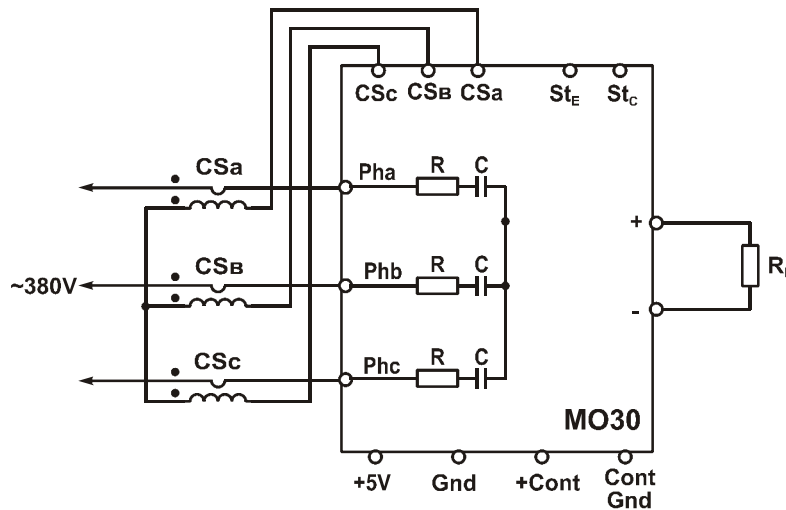 CSc CSв CSa StE StC
CSa
Pha R C
+
CSв
~380V
Phb R C
R
-
CSc
Phc R C
MO30
+5V Gnd +Cont Cont Gnd